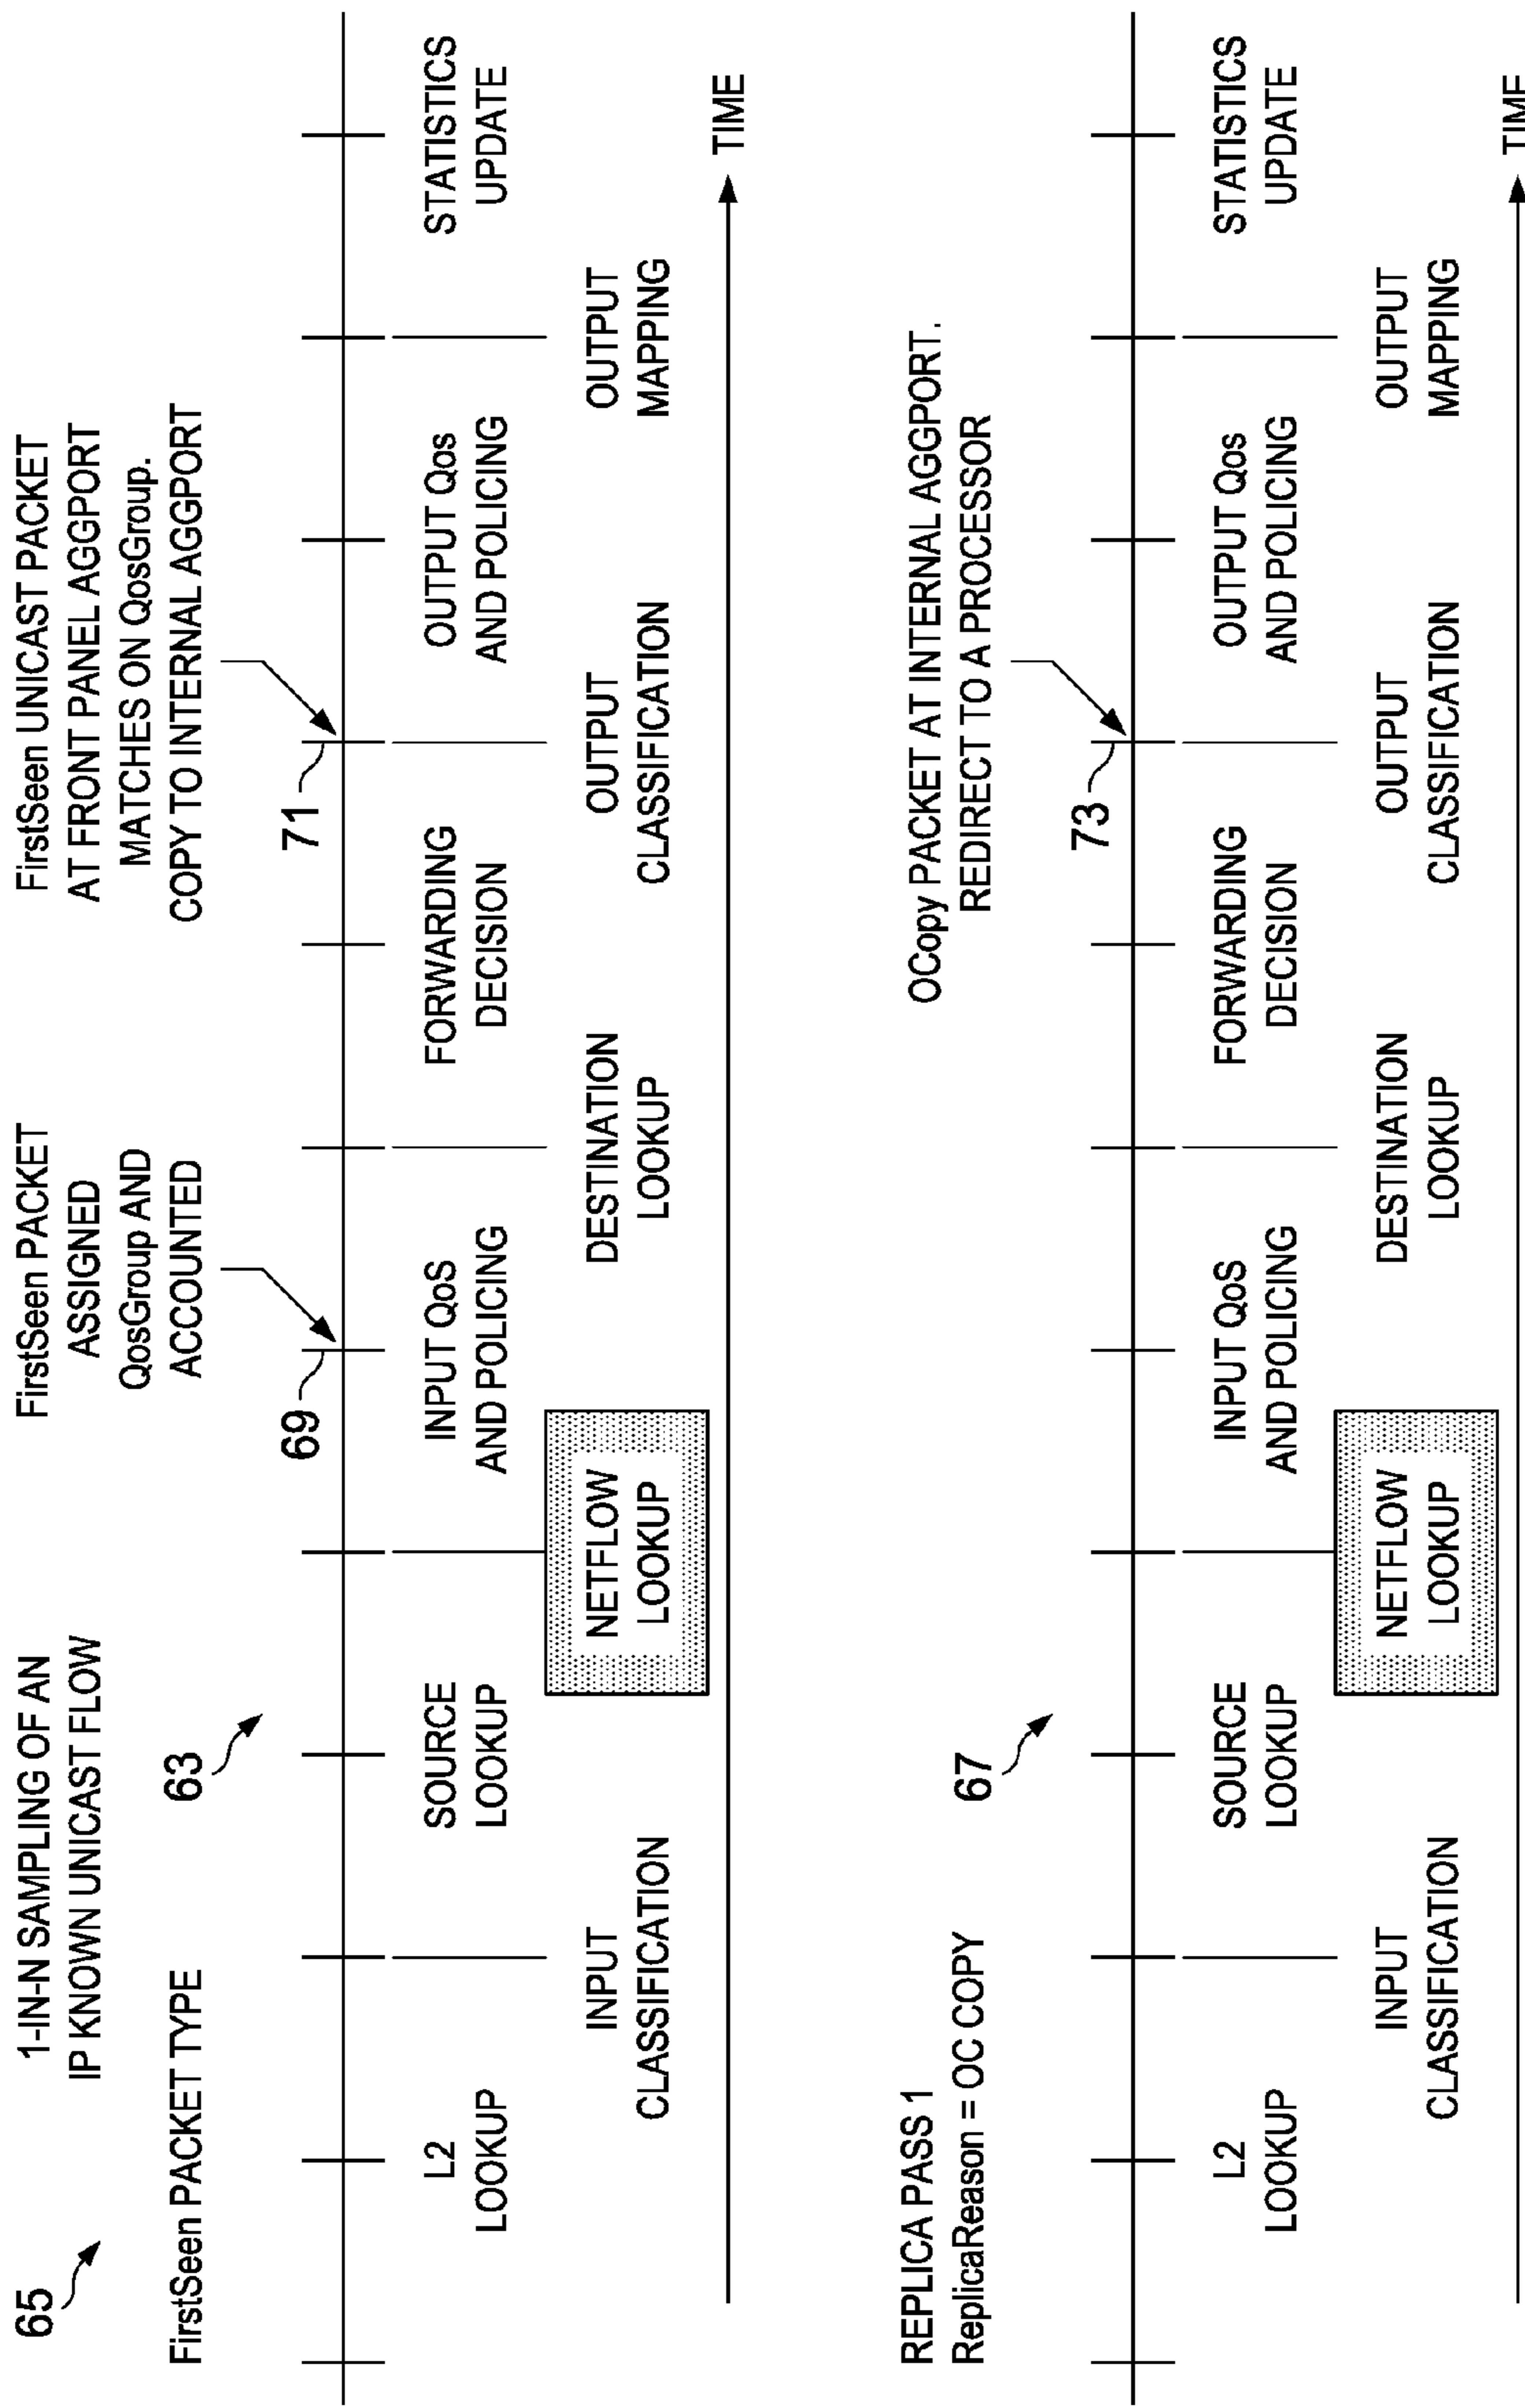 65
1-IN-N SAMPLING OF AN
IP KNOWN UNICAST FLOW
FirstSeen PACKET TYPE
63
FirstSeen PACKET
ASSIGNED
QosGroup AND
ACCOUNTED
69
FirstSeen UNICAST PACKET
AT FRONT PANEL AGGPORT
MATCHES ON QosGroup.
COPY TO INTERNAL AGGPORT
71
L2
LOOKUP
INPUT
CLASSIFICATION
SOURCE
LOOKUP
NETFLOW
LOOKUP
INPUT QoS
AND POLICING
DESTINATION
LOOKUP
FORWARDING
DECISION
OUTPUT
CLASSIFICATION
OUTPUT Qos
AND POLICING
OUTPUT
MAPPING
STATISTICS
UPDATE
TIME
REPLICA PASS 1
ReplicaReason = OC COPY
67
OCopy PACKET AT INTERNAL AGGPORT.
REDIRECT TO A PROCESSOR
73
L2
LOOKUP
INPUT
CLASSIFICATION
SOURCE
LOOKUP
NETFLOW
LOOKUP
INPUT QoS
AND POLICING
DESTINATION
LOOKUP
FORWARDING
DECISION
OUTPUT
CLASSIFICATION
OUTPUT Qos
AND POLICING
OUTPUT
MAPPING
STATISTICS
UPDATE
TIME